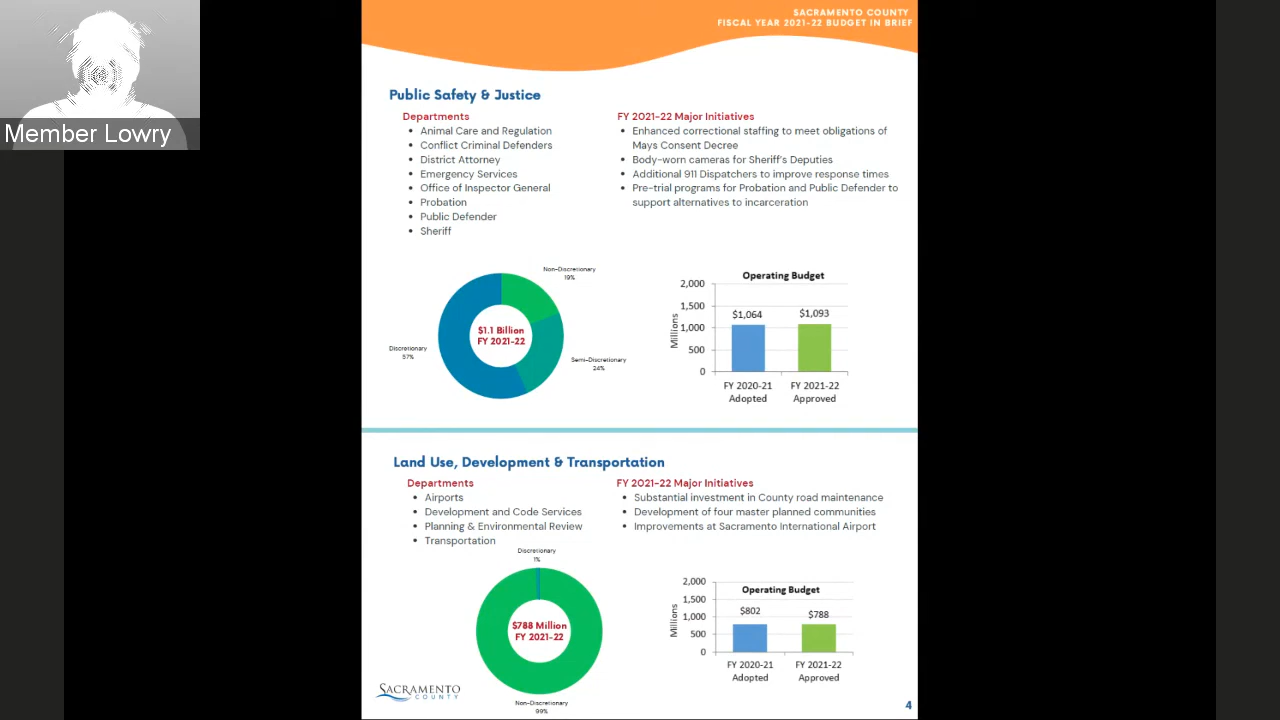 Member Lowry
SACRAMENTO COUNTY
FISCAL YEAR 2021-22 BUDGET IN BRIEF
Public Safety & Justice
Departments
• Animal Care and Regulation
• Conflict Criminal Defenders
• District Attorney
• Emergency Services
• Office of Inspector General
• Probation
• Public Defender
• Sheriff
FY 2021-22 Major Initiatives
• Enhanced correctional staffing to meet obligations of
Mays Consent Decree
• Body-worn cameras for Sheriff's Deputies
• Additional 911 Dispatchers to improve response times
• Pre-trial programs for Probation and Public Defender to
support alternatives to incarceration
Non-Discretionary
19%
$1.1 Billion
FY 2021-22
Discretionary
57%
Semi-Discretionary
24%
Operating Budget
Millions
2,000
1,500
1,000
500
0
$1,064
$1,093
FY 2020-21
Adopted
FY 2021-22
Approved
Land Use, Development & Transportation
Departments
• Airports
• Development and Code Services
• Planning & Environmental Review
• Transportation
FY 2021-22 Major Initiatives
• Substantial investment in County road maintenance
• Development of four master planned communities
• Improvements at Sacramento International Airport
Discretionary
1%
$788 Million
FY 2021-22
Non-Discretionary
99%
Operating Budget
Millions
2,000
1,500
1,000
500
0
$802
$788
FY 2020-21
Adopted
FY 2021-22
Approved
SACRAMENTO
COUNTY
4